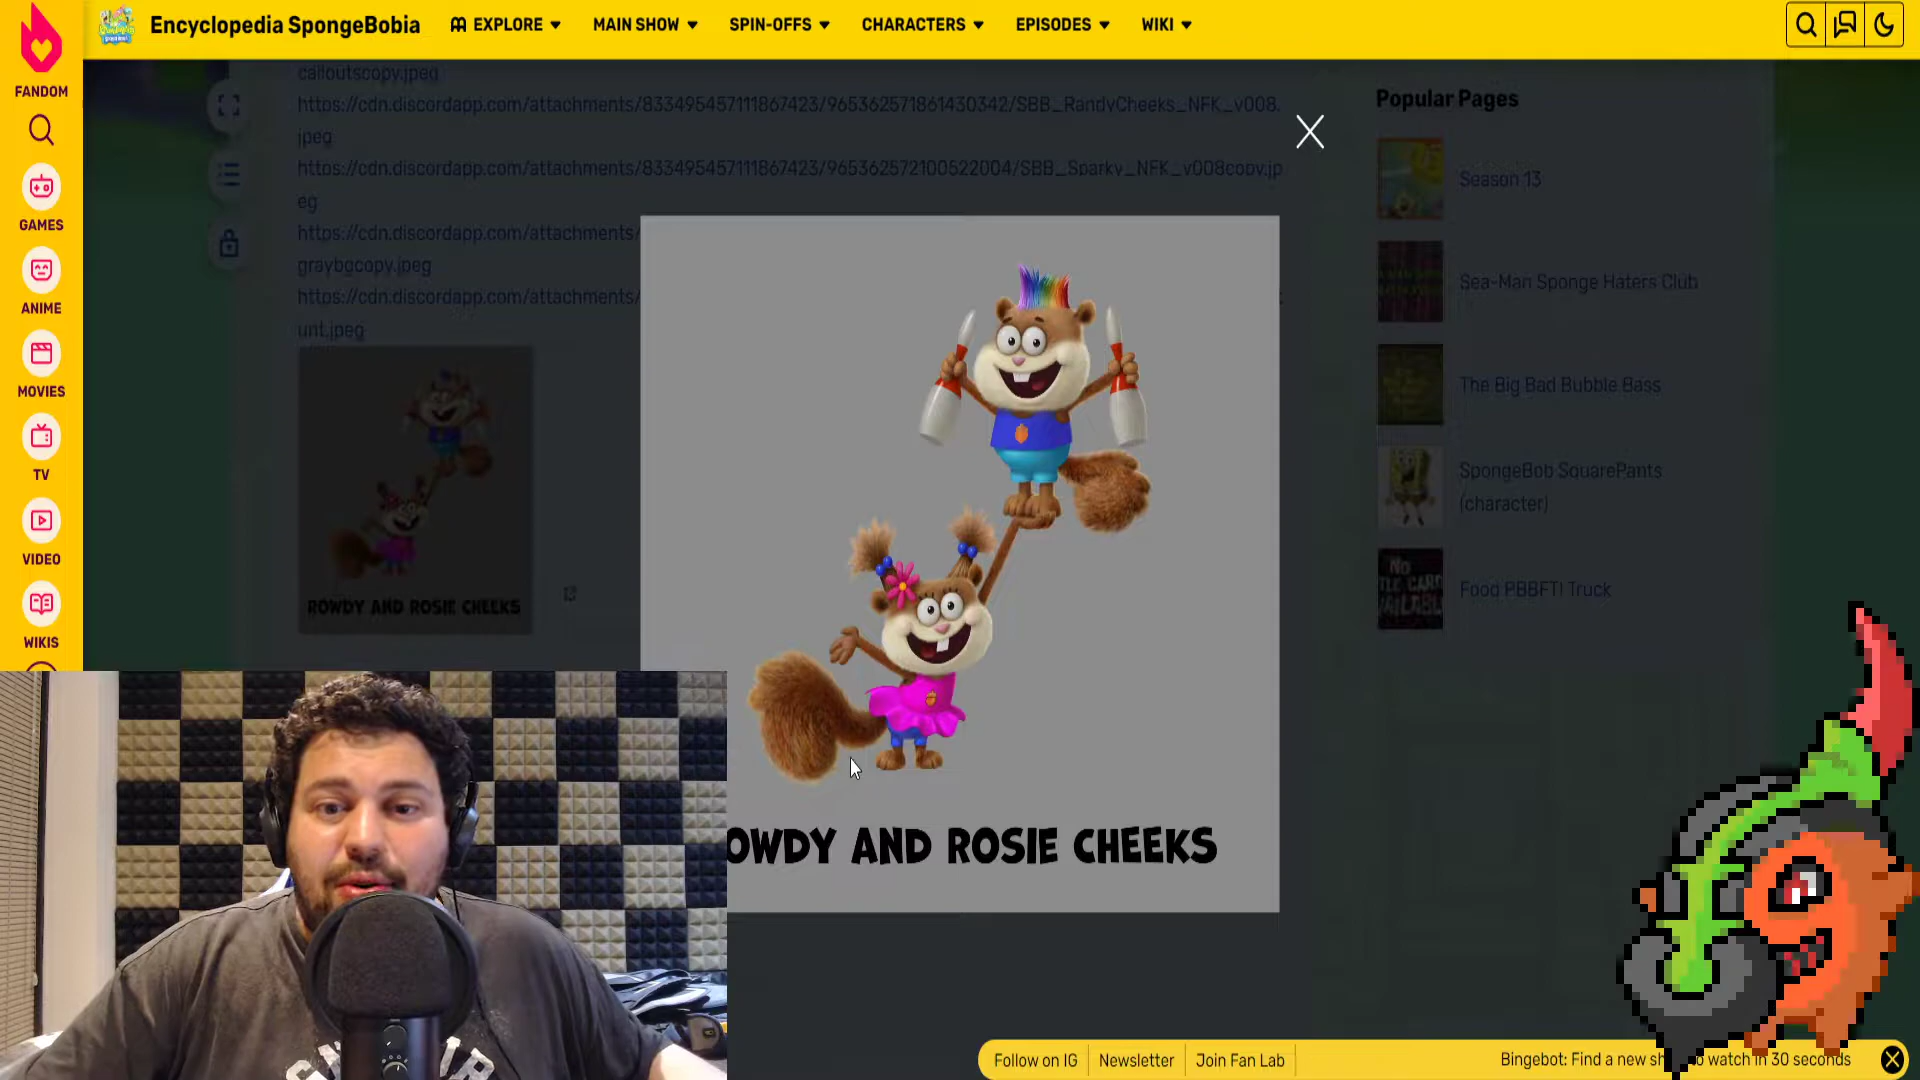 Encyclopedia SpongeBobia
EXPLORE
MAIN SHOW
SPIN-OFFS
CHARACTERS
EPISODES
WIKI
FANDOM
GAMES
ANIME
MOVIES
TV
VIDEO
WIKIS
calloutscopy.jpeg
https://cdn.discordapp.com/attachments/833495457111867423/965362571861430342/SBB_RandyCheeks_NFK_v008.
jpeg
https://cdn.discordapp.com/attachments/833495457111867423/965362572100522004/SBB_Sparky_NFK_v008copy.jp
eg
https://cdn.discordapp.com/attachments/
graybgcopy.jpeg
https://cdn.discordapp.com/attachments/
unt.jpeg
ROWDY AND ROSIE CHEEKS
OWDY AND ROSIE CHEEKS
Popular Pages
Season 13
Sea-Man Sponge Haters Club
The Big Bad Bubble Bass
SpongeBob SquarePants
(character)
NO
Food PBBFT! Truck
Follow on IG
Newsletter
Join Fan Lab
Bingebot: Find a new sh o watch in 30 seconds